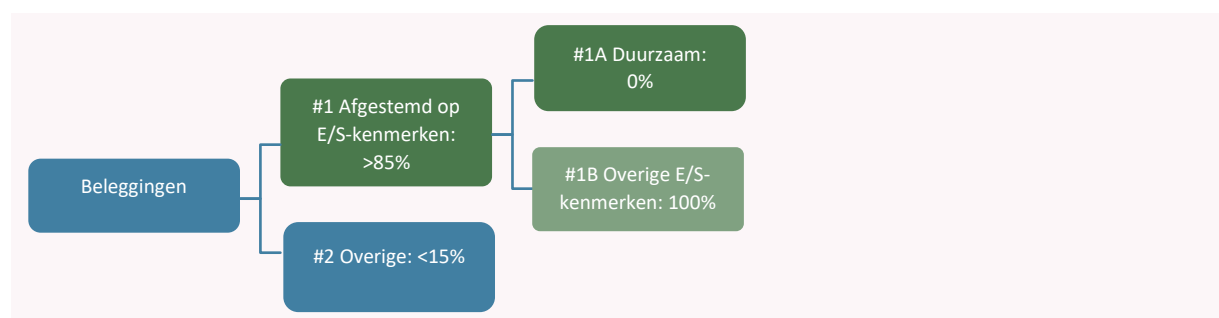 #1A Duurzaam:
0%
#1 Afgestemd op
E/S-kenmerken:
>85%
Beleggingen
#1B Overige E/S-
kenmerken: 100%
#2 Overige: <15%